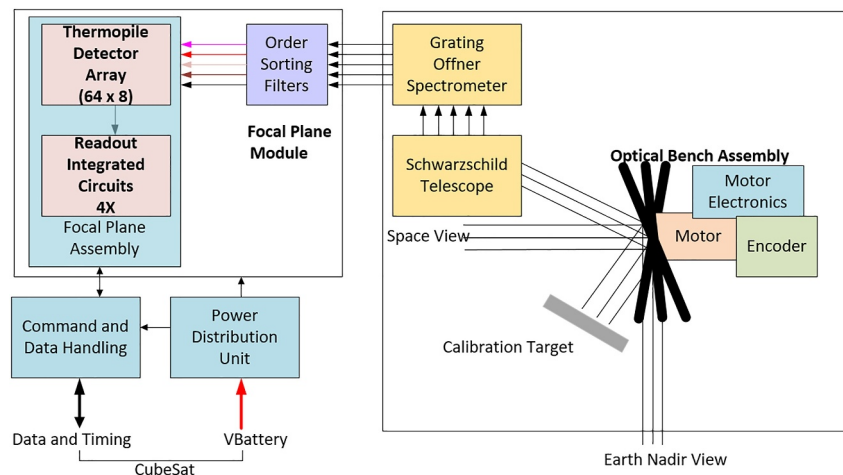 Thermopile
Detector
Array
(64 x 8)
Readout
Integrated
Circuits
4X
Focal Plane
Assembly
Order
Sorting
Filters
Focal Plane
Module
Grating
Offner
Spectrometer
Schwarzschild
Telescope
Optical Bench Assembly
Motor
Electronics
Motor
Encoder
Space View
Calibration Target
Earth Nadir View
Command and
Data Handling
Power
Distribution
Unit
Data and Timing
VBattery
CubeSat